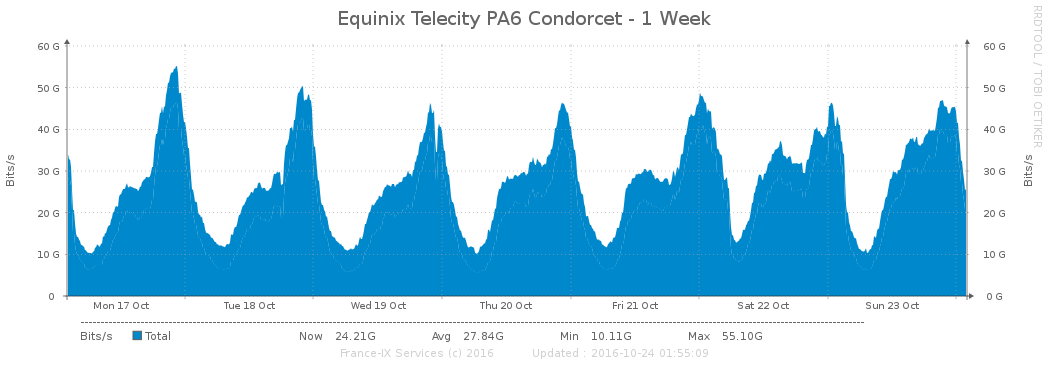 Equinix Telecity PA6 Condorcet - 1 Week
RRDTOOL / TOBI OETIKER
Bits/s
60 G 60 G
50 G 50 G
40 G 40 G
30 G 30 G
20 G 20 G
10 G 10 G
0 0 G
Bits/s
Mon 17 Oct Tue 18 Oct Wed 19 Oct Thu 20 Oct Fri 21 Oct Sat 22 Oct Sun 23 Oct
Bits/s Total Now 24.21G Avg 27.84G Min 10.11G Max 55.10G
France-IX Services (c) 2016 Updated : 2016-10-24 01:55:09